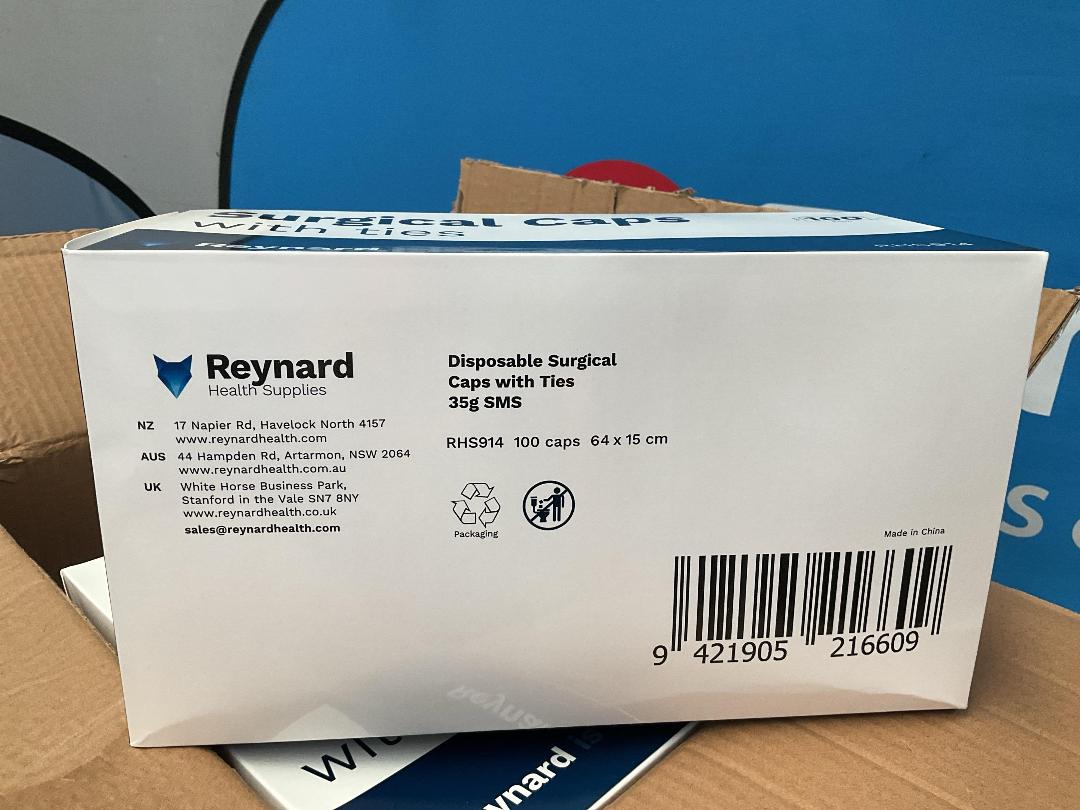 Surgical Caps
with ties
100
Reynard
RHS914
Reynard
Health Supplies
NZ 17 Napier Rd, Havelock North 4157
www.reynardhealth.com
AUS 44 Hampden Rd, Artarmon, NSW 2064
www.reynardhealth.com.au
UK White Horse Business Park,
Stanford in the Vale SN7 8NY
www.reynardhealth.co.uk
sales@reynardhealth.com
Disposable Surgical
Caps with Ties
35g SMS
RHS914 100 caps 64 x 15 cm
Packaging
Made in China
9 421905 216609